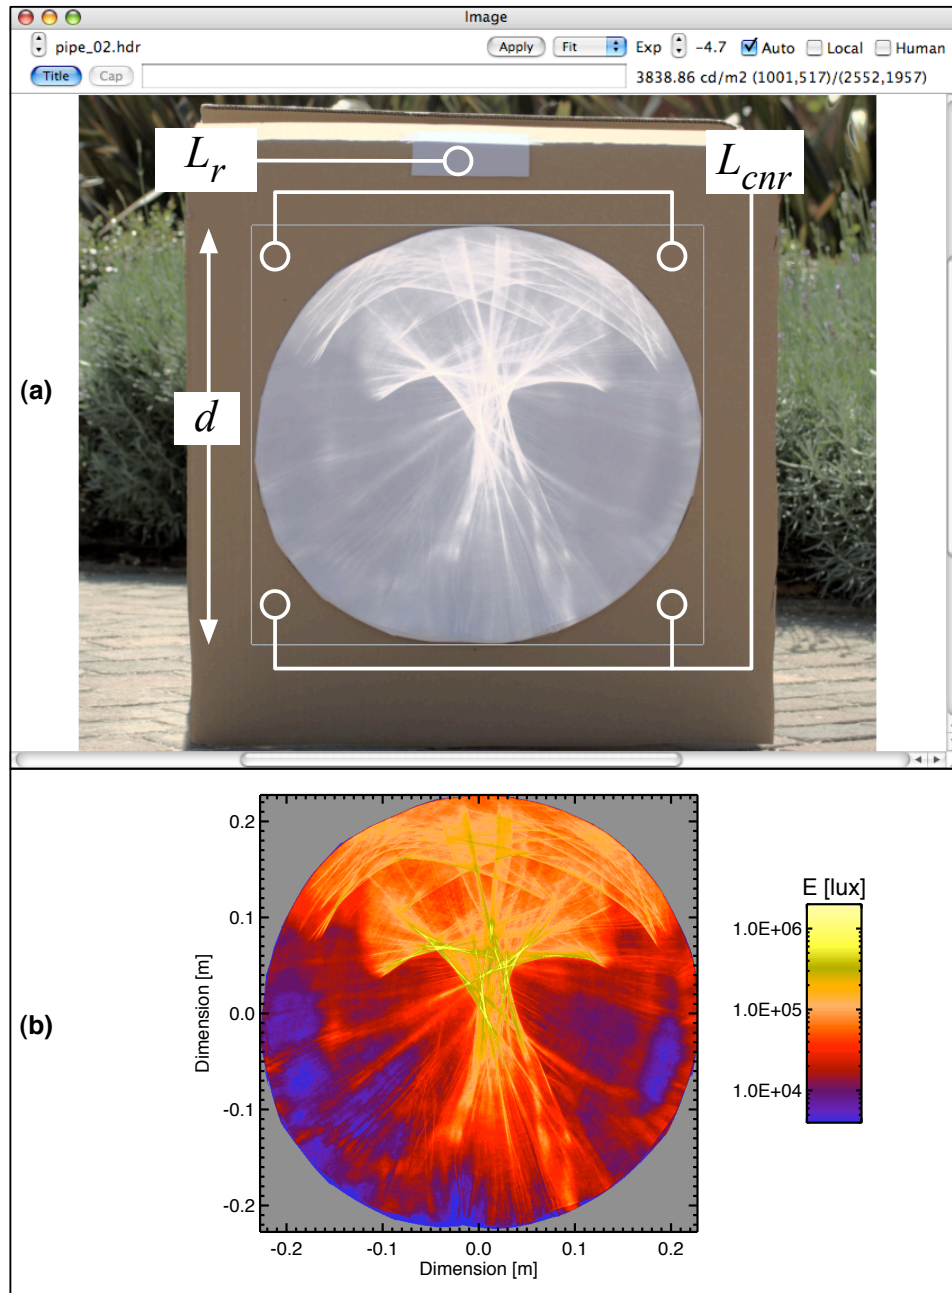 Image
pipe_02.hdr
Apply Fit Exp -4.7 Auto Local Human
Title Cap 3838.86 cd/m2 (1001,517)/(2552,1957)
L_r
L_cnr
(a)
d
(b)
0.2
0.1
0.0
-0.1
-0.2
Dimension [m]
-0.2 -0.1 0.0 0.1 0.2
Dimension [m]
E [lux]
1.0E+06
1.0E+05
1.0E+04